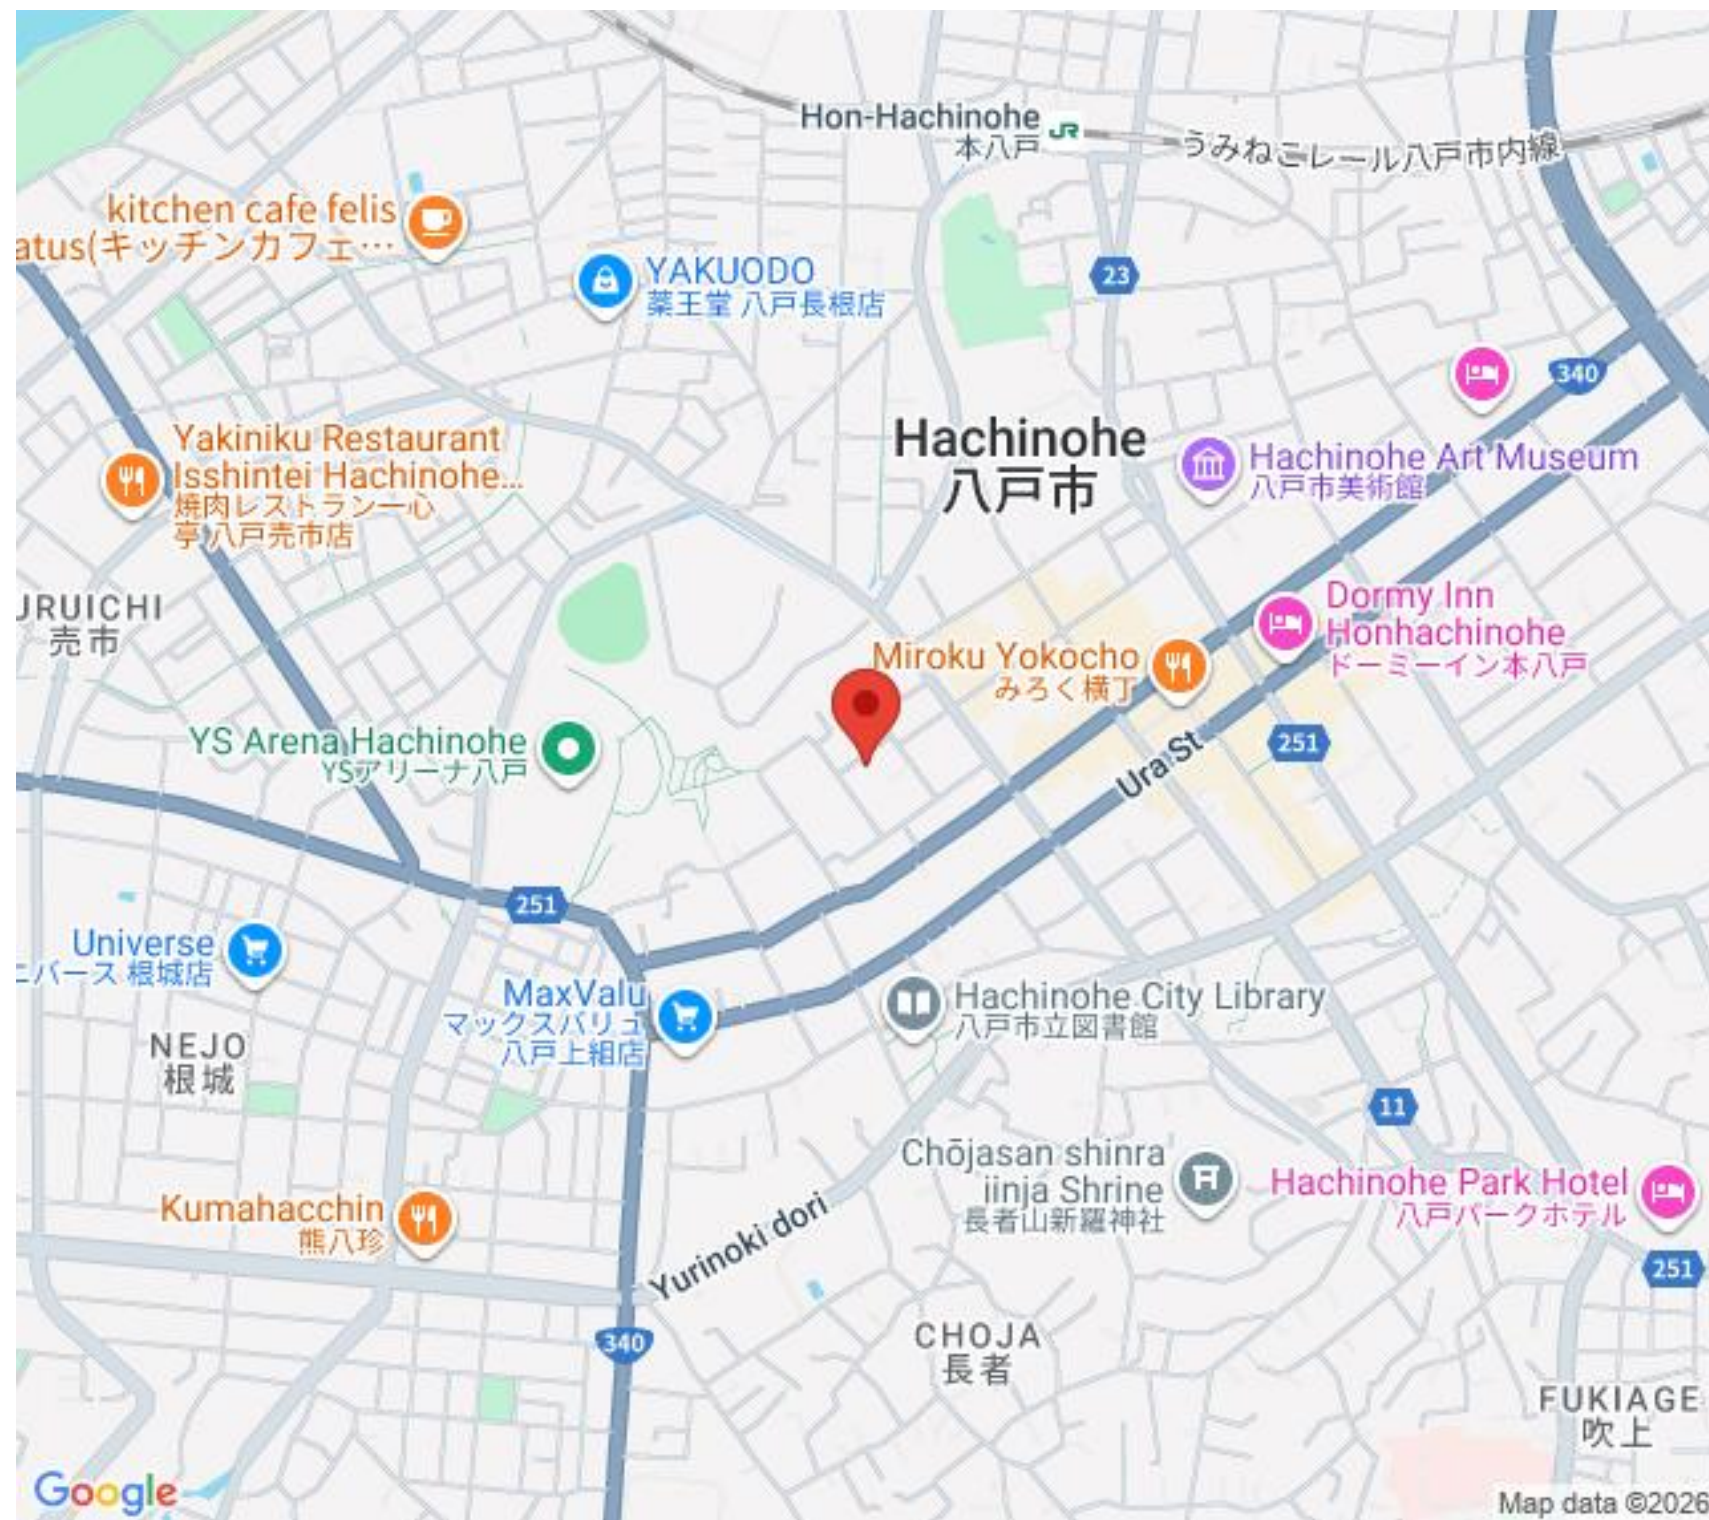 Hon-Hachinohe
本八戸
うみねこレール八戸市内線
kitchen cafe felis
atus(キッチンカフェ…
YAKUODO
薬王堂 八戸長根店
23
340
Hachinohe
八戸市
Hachinohe Art Museum
八戸市美術館
Yakiniku Restaurant
Isshintei Hachinohe...
焼肉レストラン一心
亭 八戸売市店
URUICHI
売市
Dormy Inn
Honhachinohe
ドーミーイン本八戸
Miroku Yokocho
みろく横丁
YS Arena Hachinohe
YSアリーナ八戸
251
Ura St
251
Universe
ニバース 根城店
MaxValu
マックスバリュ
八戸上組店
Hachinohe City Library
八戸市立図書館
NEJO
根城
11
Chōjasan shinra
jinja Shrine
長者山新羅神社
Hachinohe Park Hotel
八戸パークホテル
Kumahacchin
熊八珍
Yurinoki dori
251
340
CHOJA
長者
FUKIAGE
吹上
Google
Map data ©2026